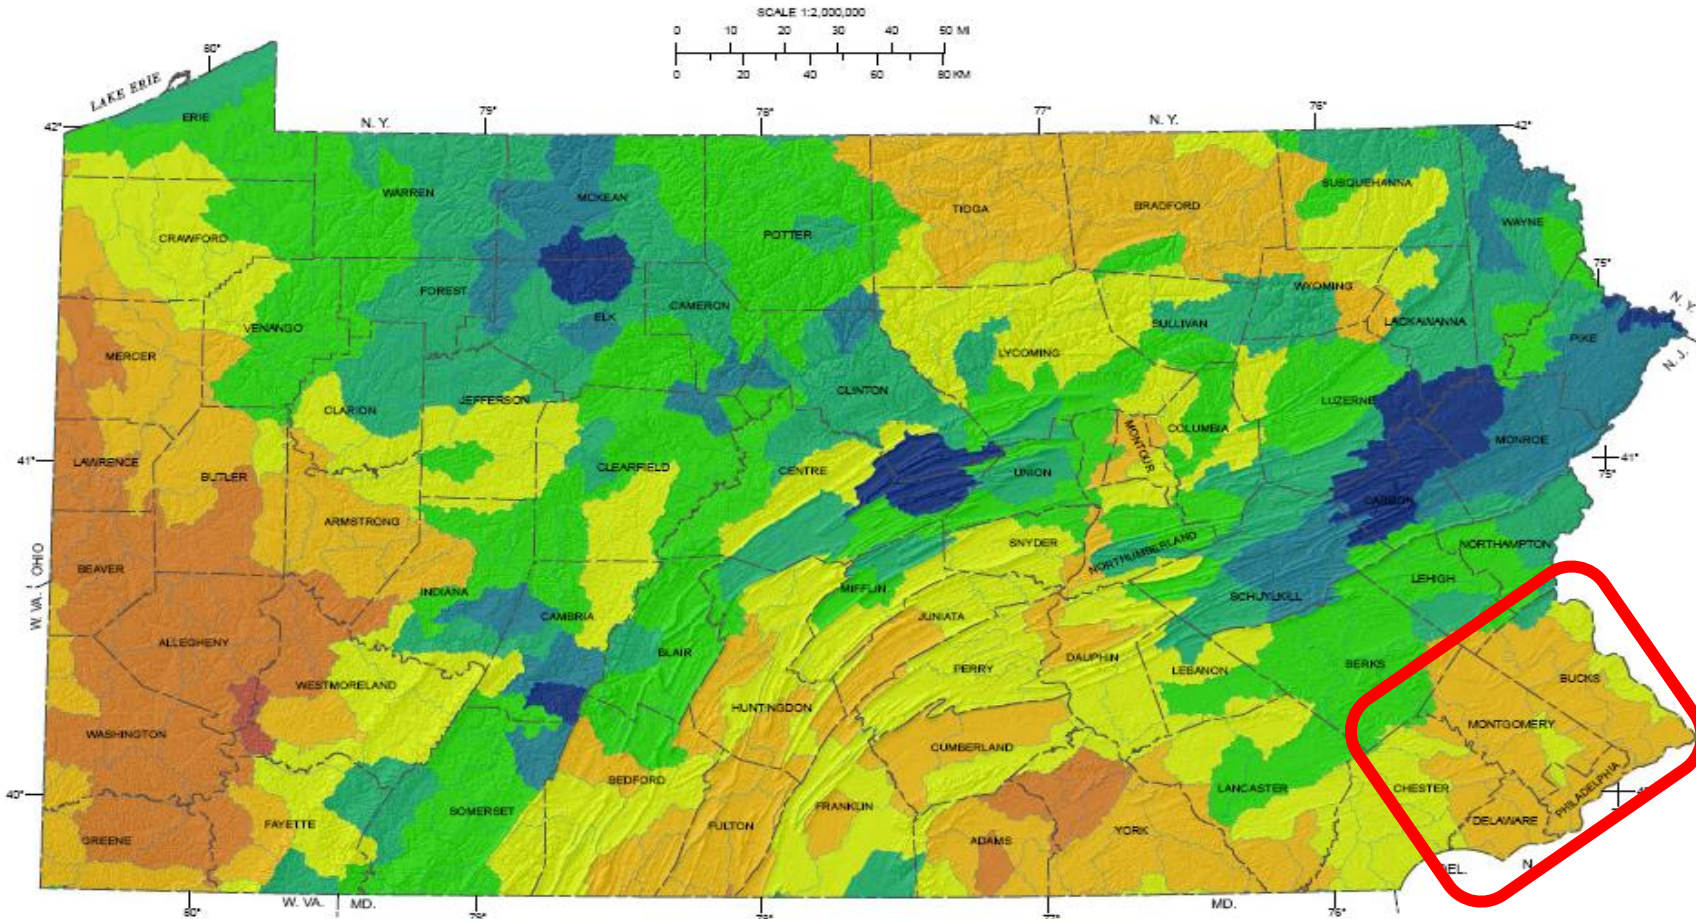 SCALE 1:2,000,000
0 10 20 30 40 50 MI
0 20 40 60 80 KM
80°
LAKE ERIE
42°
ERIE
79°
N. Y.
78°
77°
N. Y.
76°
42°
WARREN
MCKEAN
SUSQUEHANNA
TIOGA
BRADFORD
WAYNE
CRAWFORD
POTTER
75°
FOREST
CAMERON
WYOMING
N. Y.
VENANGO
ELK
SULLIVAN
LACKAWANNA
PIKE
N. J.
MERCER
LYCOMING
CLINTON
JEFFERSON
LUZERNE
CLARION
COLUMBIA
MONTOUR
MONROE
41°
LAWRENCE
BUTLER
CLEARFIELD
CENTRE
UNION
41°
75°
CARBON
ARMSTRONG
SNYDER
NORTHUMBERLAND
NORTHAMPTON
OHIO
W. VA.
BEAVER
LEHIGH
INDIANA
MIFFLIN
SCHUYLKILL
CAMBRIA
JUNIATA
ALLEGHENY
BLAIR
PERRY
DAUPHIN
LEBANON
BERKS
WESTMORELAND
BUCKS
HUNTINGDON
WASHINGTON
MONTGOMERY
CUMBERLAND
BEDFORD
40°
LANCASTER
CHESTER
PHILADELPHIA
SOMERSET
FRANKLIN
FAYETTE
FULTON
YORK
DELAWARE
GREENE
ADAMS
DEL.
N.
W. VA.
MD.
MD.
80°
79°
78°
77°
76°